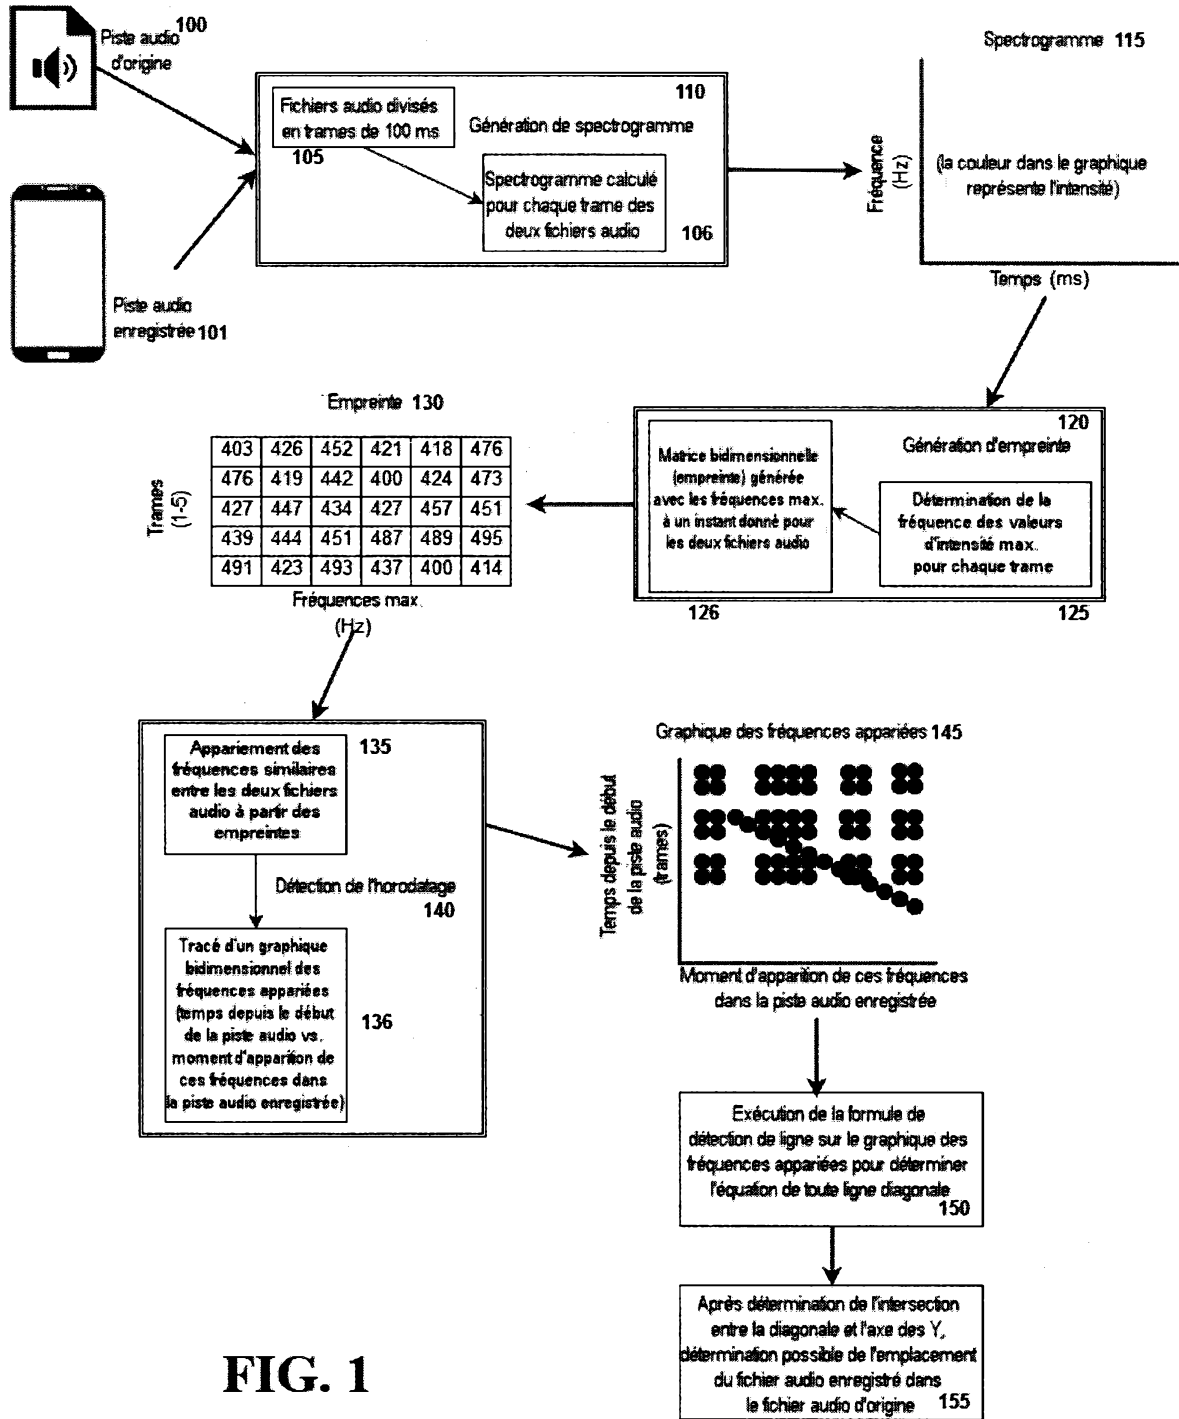 Piste audio 100
d'origine
Piste audio
enregistrée 101
110
Fichiers audio divisés
en trames de 100 ms
105
Génération de spectrogramme
Spectrogramme calculé
pour chaque trame des
deux fichiers audio
106
Spectrogramme 115
Fréquence
(Hz)
(la couleur dans le graphique
représente l'intensité)
Temps (ms)
120
Génération d'empreinte
Détermination de la
fréquence des valeurs
d'intensité max.
pour chaque trame
125
Matrice bidimensionnelle
(empreinte) générée
avec les fréquences max.
à un instant donné pour
les deux fichiers audio
126
Empreinte 130
Trames
(1-5)
403 426 452 421 418 476
476 419 442 400 424 473
427 447 434 427 457 451
439 444 451 487 489 495
491 423 493 437 400 414
Fréquences max.
(Hz)
Appariement des
fréquences similaires
entre les deux fichiers
audio à partir des
empreintes
135
Détection de l'horodatage
140
Tracé d'un graphique
bidimensionnel des
fréquences appariées
(temps depuis le début
de la piste audio vs.
moment d'apparition de
ces fréquences dans
la piste audio enregistrée)
136
Graphique des fréquences appariées 145
Temps depuis le début
de la piste audio
(trames)
Moment d'apparition de ces fréquences
dans la piste audio enregistrée
Exécution de la formule de
détection de ligne sur le graphique des
fréquences appariées pour déterminer
l'équation de toute ligne diagonale
150
Après détermination de l'intersection
entre la diagonale et l'axe des Y,
détermination possible de l'emplacement
du fichier audio enregistré dans
le fichier audio d'origine 155
FIG. 1